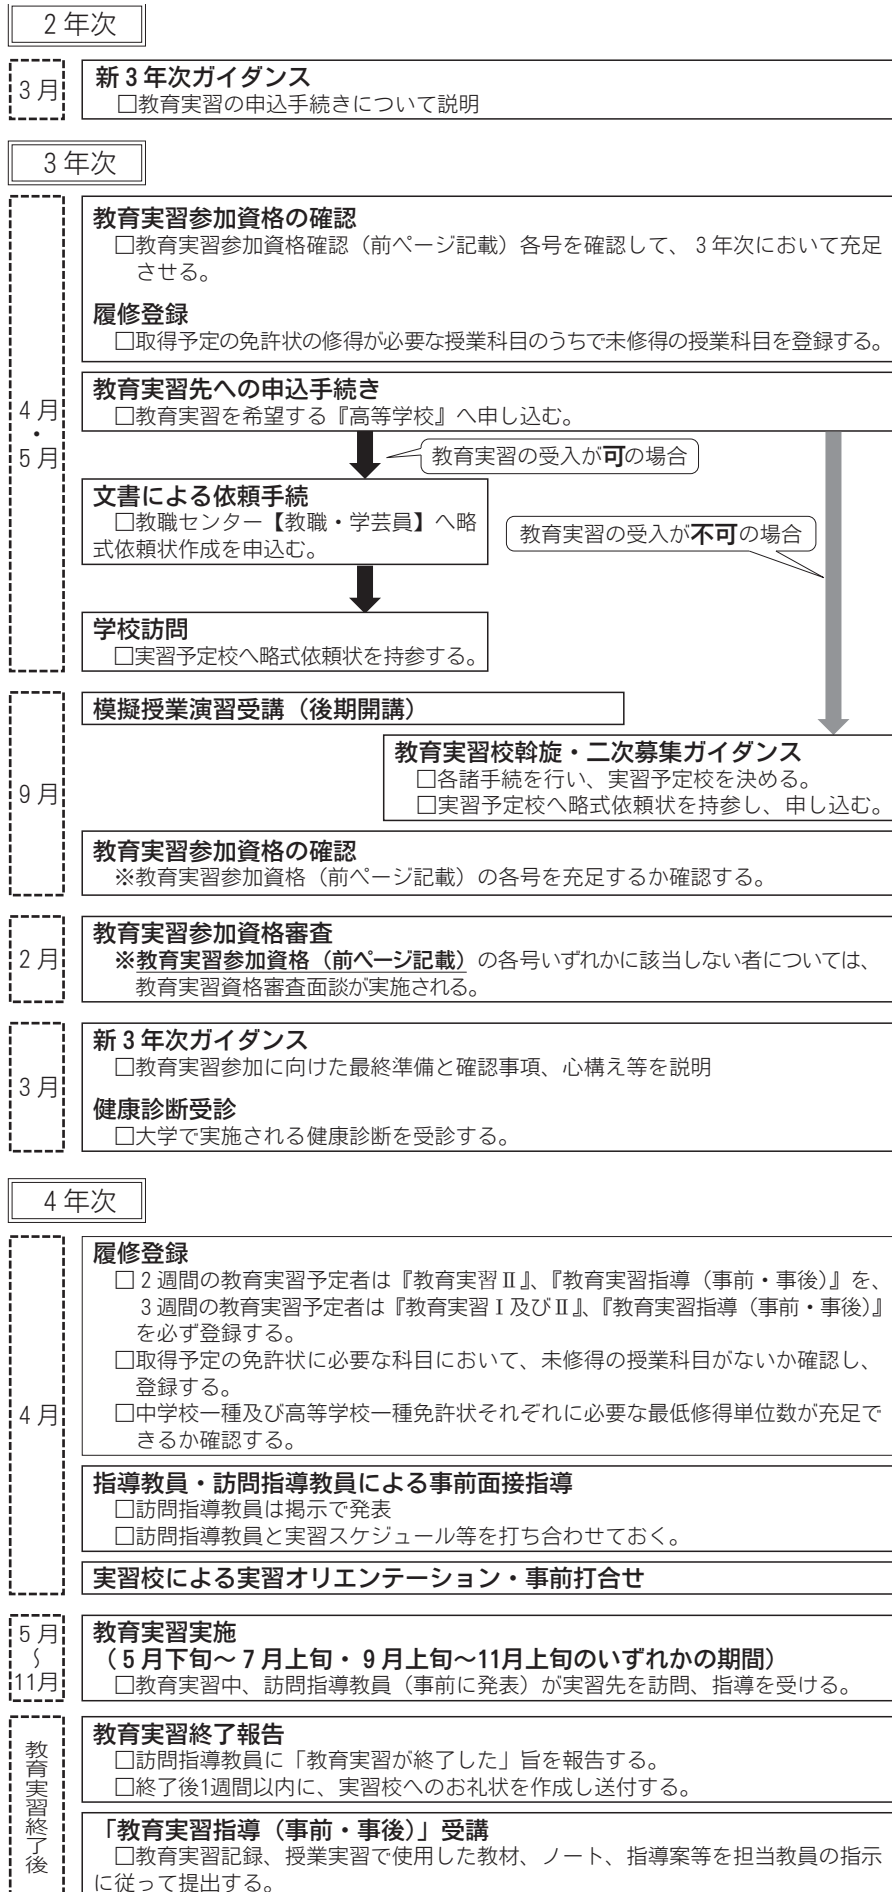 2年次
3月
新3年次ガイダンス
□教育実習の申込手続きについて説明
3年次
4月・5月
教育実習参加資格の確認
□教育実習参加資格確認（前ページ記載）各号を確認して、3年次において充足
させる。
履修登録
□取得予定の免許状の修得が必要な授業科目のうちで未修得の授業科目を登録する。
教育実習先への申込手続き
□教育実習を希望する『高等学校』へ申し込む。
教育実習の受入が可の場合
文書による依頼手続
□教職センター【教職・学芸員】へ略
式依頼状作成を申込む。
教育実習の受入が不可の場合
学校訪問
□実習予定校へ略式依頼状を持参する。
9月
模擬授業演習受講（後期開講）
教育実習校斡旋・二次募集ガイダンス
□各諸手続を行い、実習予定校を決める。
□実習予定校へ略式依頼状を持参し、申し込む。
教育実習参加資格の確認
※教育実習参加資格（前ページ記載）の各号を充足するか確認する。
2月
教育実習参加資格審査
※教育実習参加資格（前ページ記載）の各号いずれかに該当しない者については、
教育実習資格審査面談が実施される。
3月
新3年次ガイダンス
□教育実習参加に向けた最終準備と確認事項、心構え等を説明
健康診断受診
□大学で実施される健康診断を受診する。
4年次
4月
履修登録
□2週間の教育実習予定者は『教育実習Ⅱ』、『教育実習指導（事前・事後）』を、
3週間の教育実習予定者は『教育実習Ⅰ及びⅡ』、『教育実習指導（事前・事後）』
を必ず登録する。
□取得予定の免許状に必要な科目において、未修得の授業科目がないか確認し、
登録する。
□中学校一種及び高等学校一種免許状それぞれに必要な最低修得単位数が充足で
きるか確認する。
指導教員・訪問指導教員による事前面接指導
□訪問指導教員は掲示で発表
□訪問指導教員と実習スケジュール等を打ち合わせておく。
実習校による実習オリエンテーション・事前打合せ
5月～11月
教育実習実施
（5月下旬～7月上旬・9月上旬～11月上旬のいずれかの期間）
□教育実習中、訪問指導教員（事前に発表）が実習先を訪問、指導を受ける。
教育実習終了後
教育実習終了報告
□訪問指導教員に「教育実習が終了した」旨を報告する。
□終了後1週間以内に、実習校へのお礼状を作成し送付する。
「教育実習指導（事前・事後）」受講
□教育実習記録、授業実習で使用した教材、ノート、指導案等を担当教員の指示
に従って提出する。